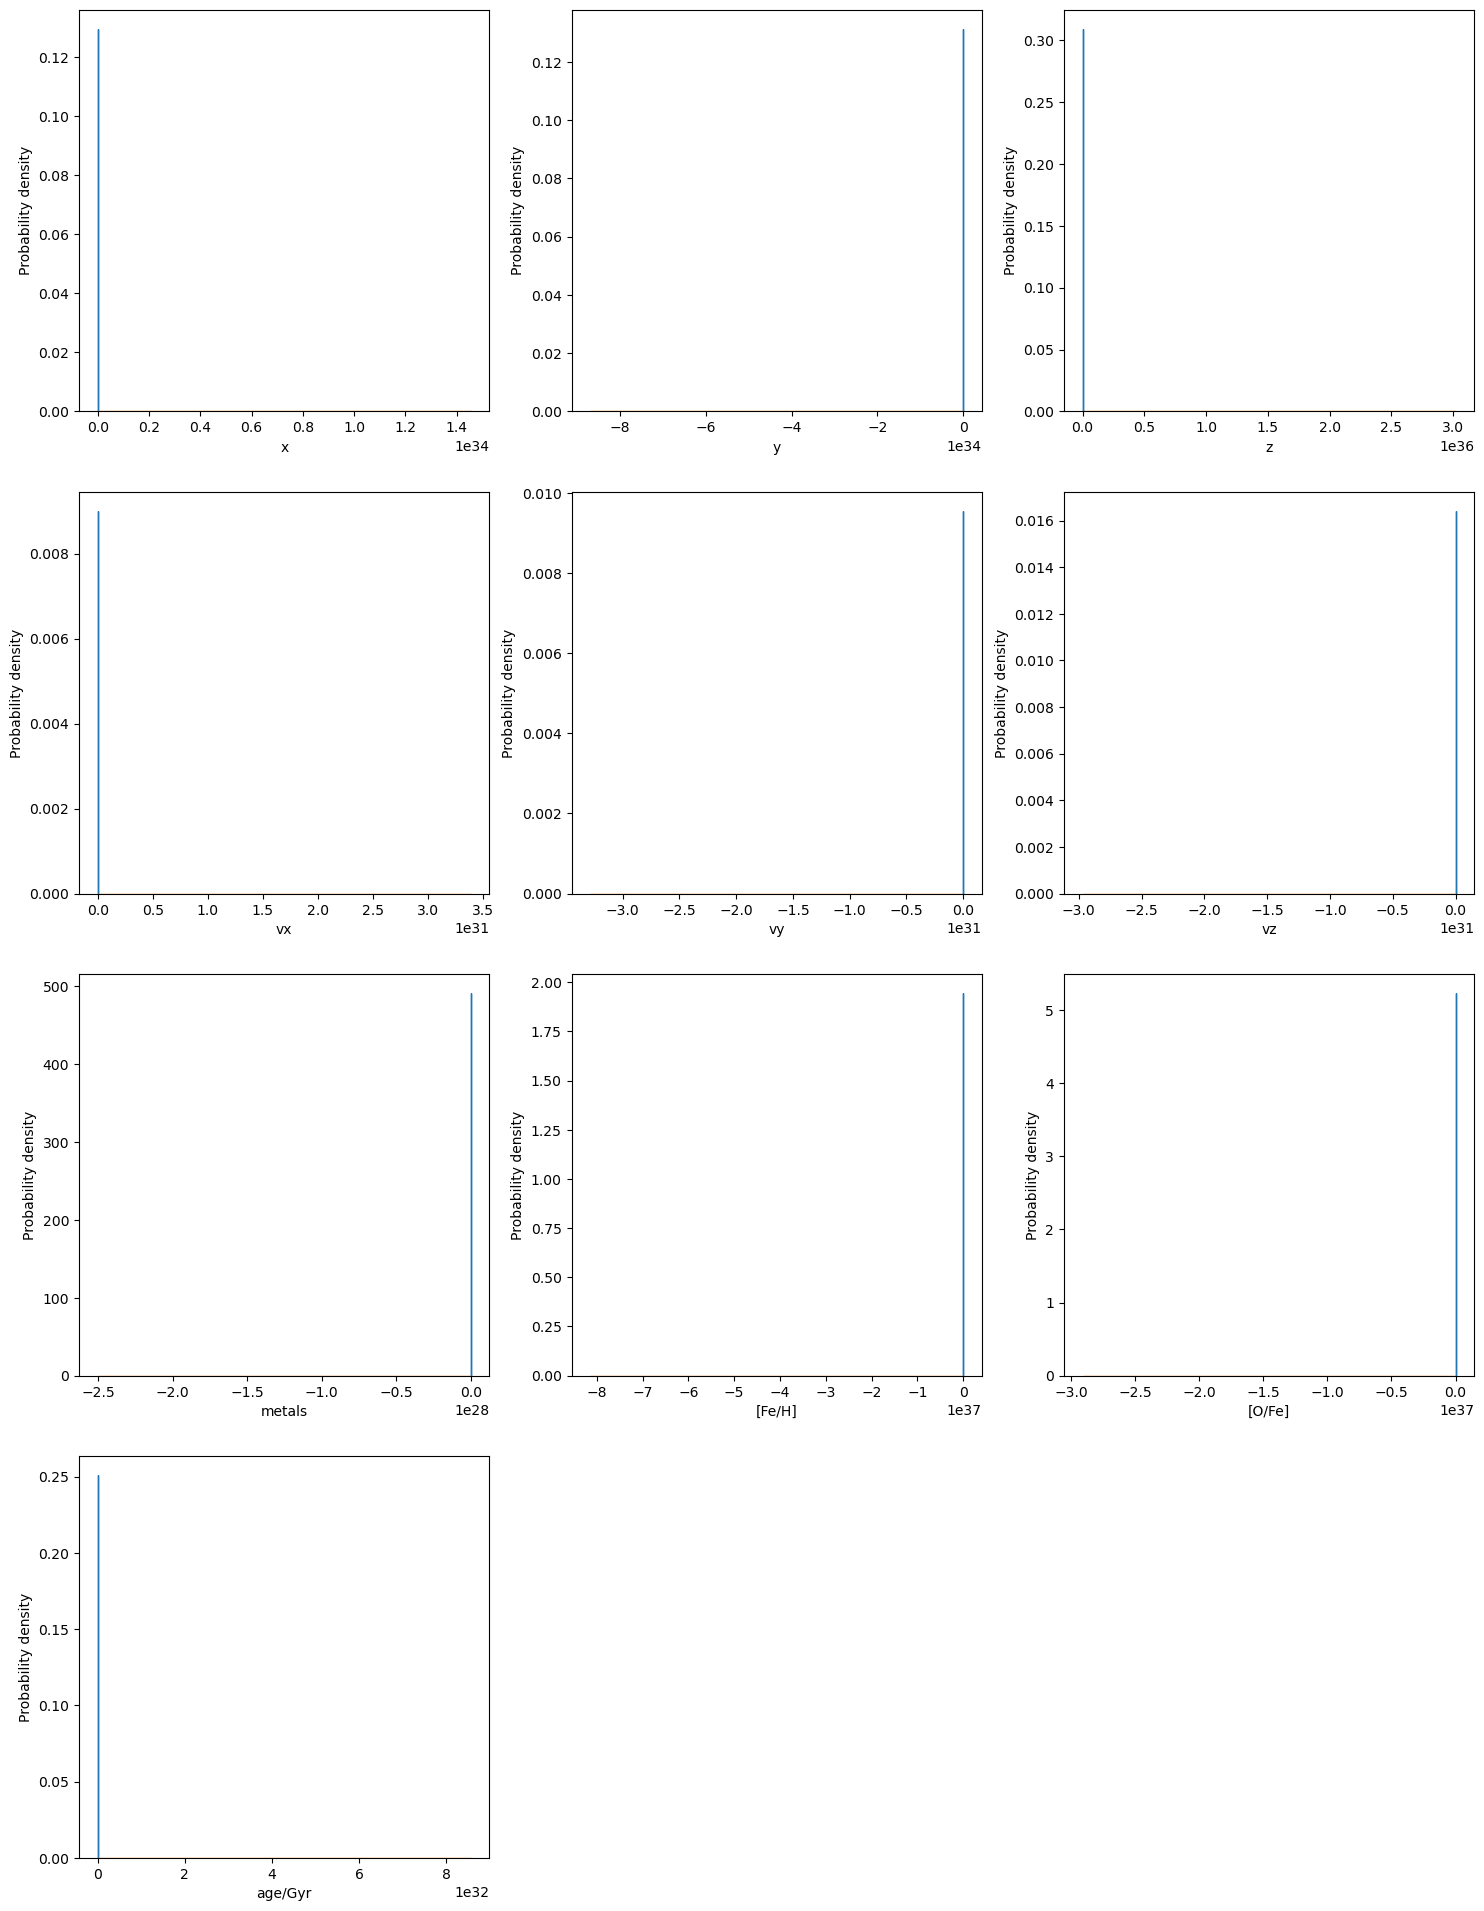 0.12
0.10
0.08
0.06
0.04
0.02
0.00
Probability density
0.0 0.2 0.4 0.6 0.8 1.0 1.2 1.4
1e34
x
0.12
0.10
0.08
0.06
0.04
0.02
0.00
Probability density
−8 −6 −4 −2 0
1e34
y
0.30
0.25
0.20
0.15
0.10
0.05
0.00
Probability density
0.0 0.5 1.0 1.5 2.0 2.5 3.0
1e36
z
0.008
0.006
0.004
0.002
0.000
Probability density
0.0 0.5 1.0 1.5 2.0 2.5 3.0 3.5
1e31
vx
0.010
0.008
0.006
0.004
0.002
0.000
Probability density
−3.0 −2.5 −2.0 −1.5 −1.0 −0.5 0.0
1e31
vy
0.016
0.014
0.012
0.010
0.008
0.006
0.004
0.002
0.000
Probability density
−3.0 −2.5 −2.0 −1.5 −1.0 −0.5 0.0
1e31
vz
500
400
300
200
100
0
Probability density
−2.5 −2.0 −1.5 −1.0 −0.5 0.0
1e28
metals
2.00
1.75
1.50
1.25
1.00
0.75
0.50
0.25
0.00
Probability density
−8 −7 −6 −5 −4 −3 −2 −1 0
1e37
[Fe/H]
5
4
3
2
1
0
Probability density
−3.0 −2.5 −2.0 −1.5 −1.0 −0.5 0.0
1e37
[O/Fe]
0.25
0.20
0.15
0.10
0.05
0.00
Probability density
0 2 4 6 8
1e32
age/Gyr